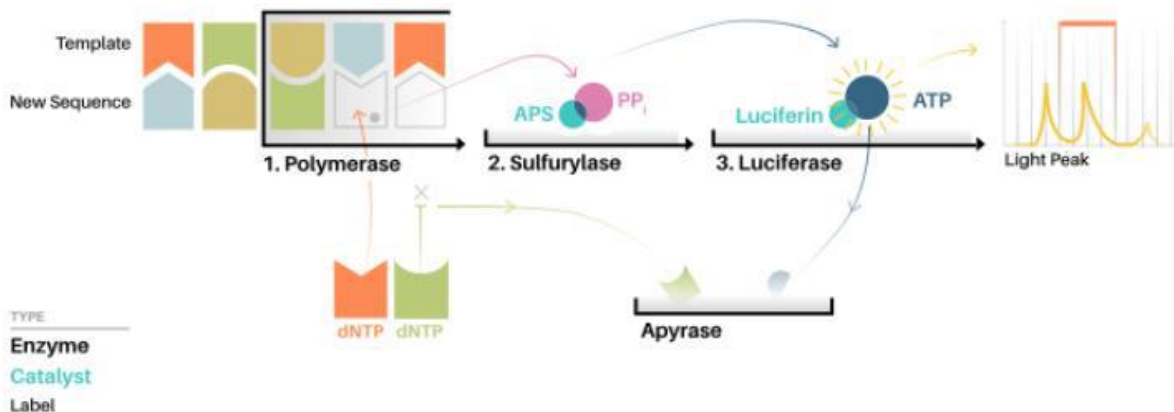 Template
New Sequence
APS
PPi
Luciferin
ATP
1. Polymerase
2. Sulfurylase
3. Luciferase
Light Peak
dNTP
dNTP
Apyrase
TYPE
Enzyme
Catalyst
Label